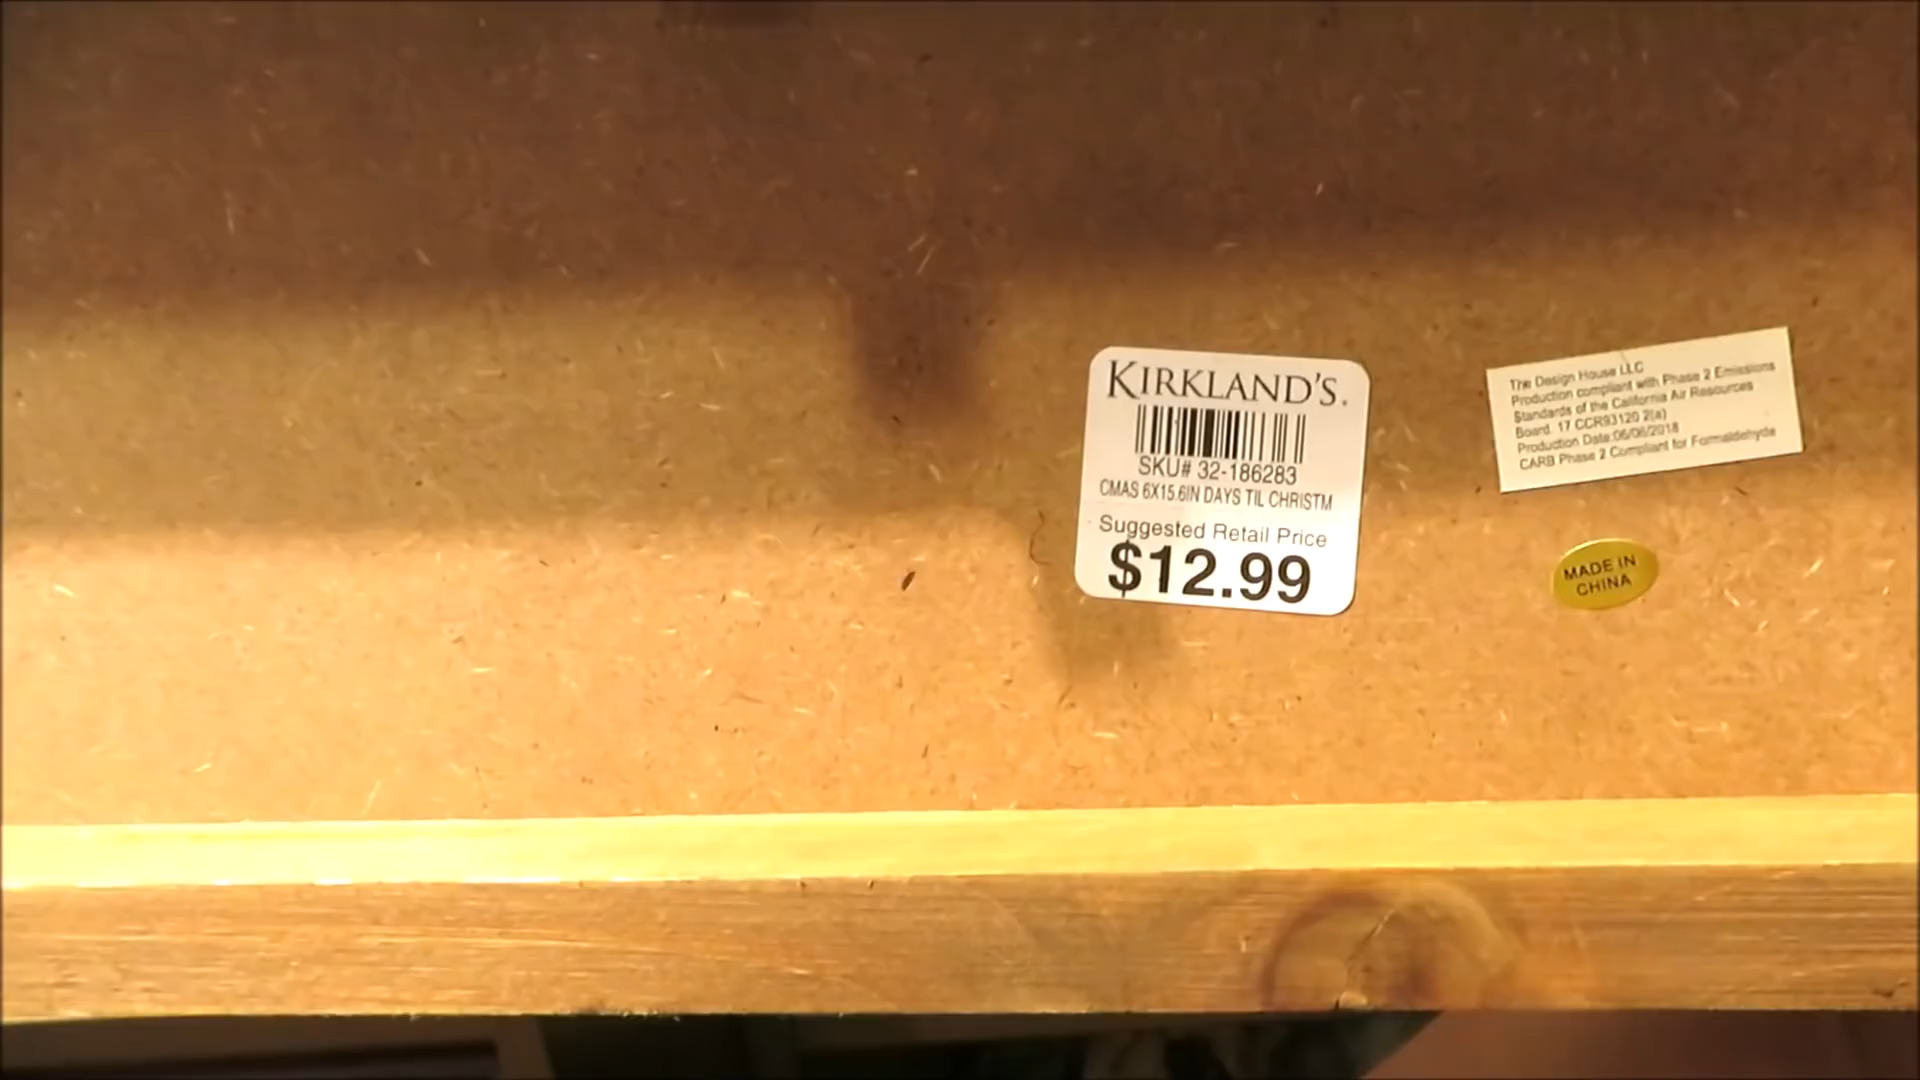 KIRKLAND'S.
SKU# 32-186283
CMAS 6X15.6IN DAYS TIL CHRISTM
Suggested Retail Price
$12.99
The Design House LLC
Production compliant with Phase 2 Emissions
Standards of the California Air Resources
Board. 17 CCR93120 2(a)
Production Date:06/06/2018
CARB Phase 2 Compliant for Formaldehyde
MADE IN
CHINA